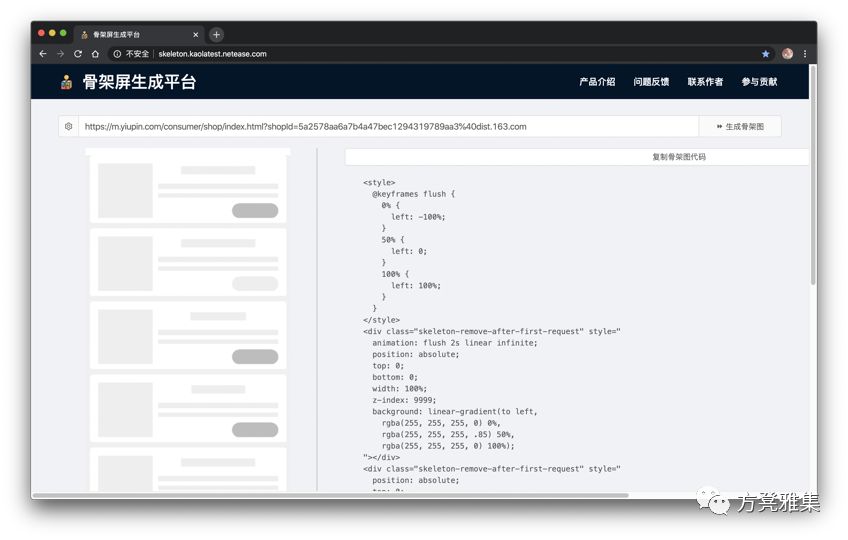 骨架屏生成平台
不安全 | skeleton.kaolatest.netease.com
骨架屏生成平台
产品介绍 问题反馈 联系作者 参与贡献
https://m.yiupin.com/consumer/shop/index.html?shopId=5a2578aa6a7b4a47bec1294319789aa3%40dist.163.com
生成骨架图
复制骨架图代码
<style>
@keyframes flush {
0% {
left: -100%;
}
50% {
left: 0;
}
100% {
left: 100%;
}
}
</style>
<div class="skeleton-remove-after-first-request" style="
animation: flush 2s linear infinite;
position: absolute;
top: 0;
bottom: 0;
width: 100%;
z-index: 9999;
background: linear-gradient(to left,
rgba(255, 255, 255, 0) 0%,
rgba(255, 255, 255, .85) 50%,
rgba(255, 255, 255, 0) 100%);
"></div>
<div class="skeleton-remove-after-first-request" style="
position: absolute;
top: 0;
方凳雅集